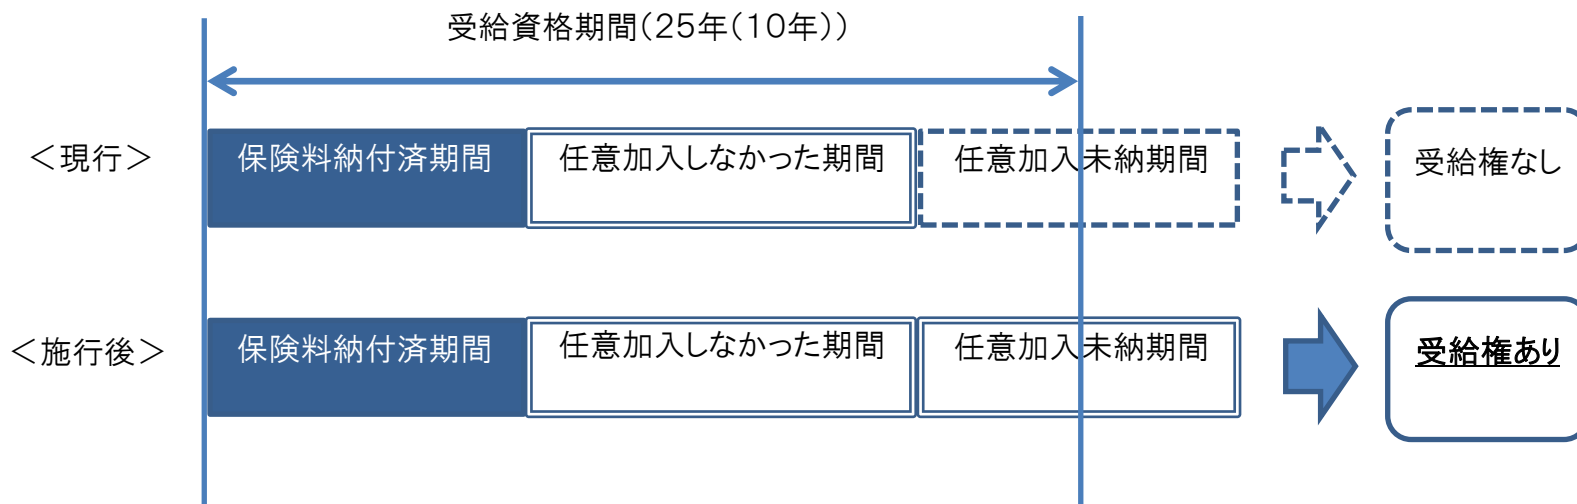 受給資格期間(25年(10年))
<現行>
保険料納付済期間
任意加入しなかった期間
任意加入未納期間
受給権なし
<施行後>
保険料納付済期間
任意加入しなかった期間
任意加入未納期間
受給権あり